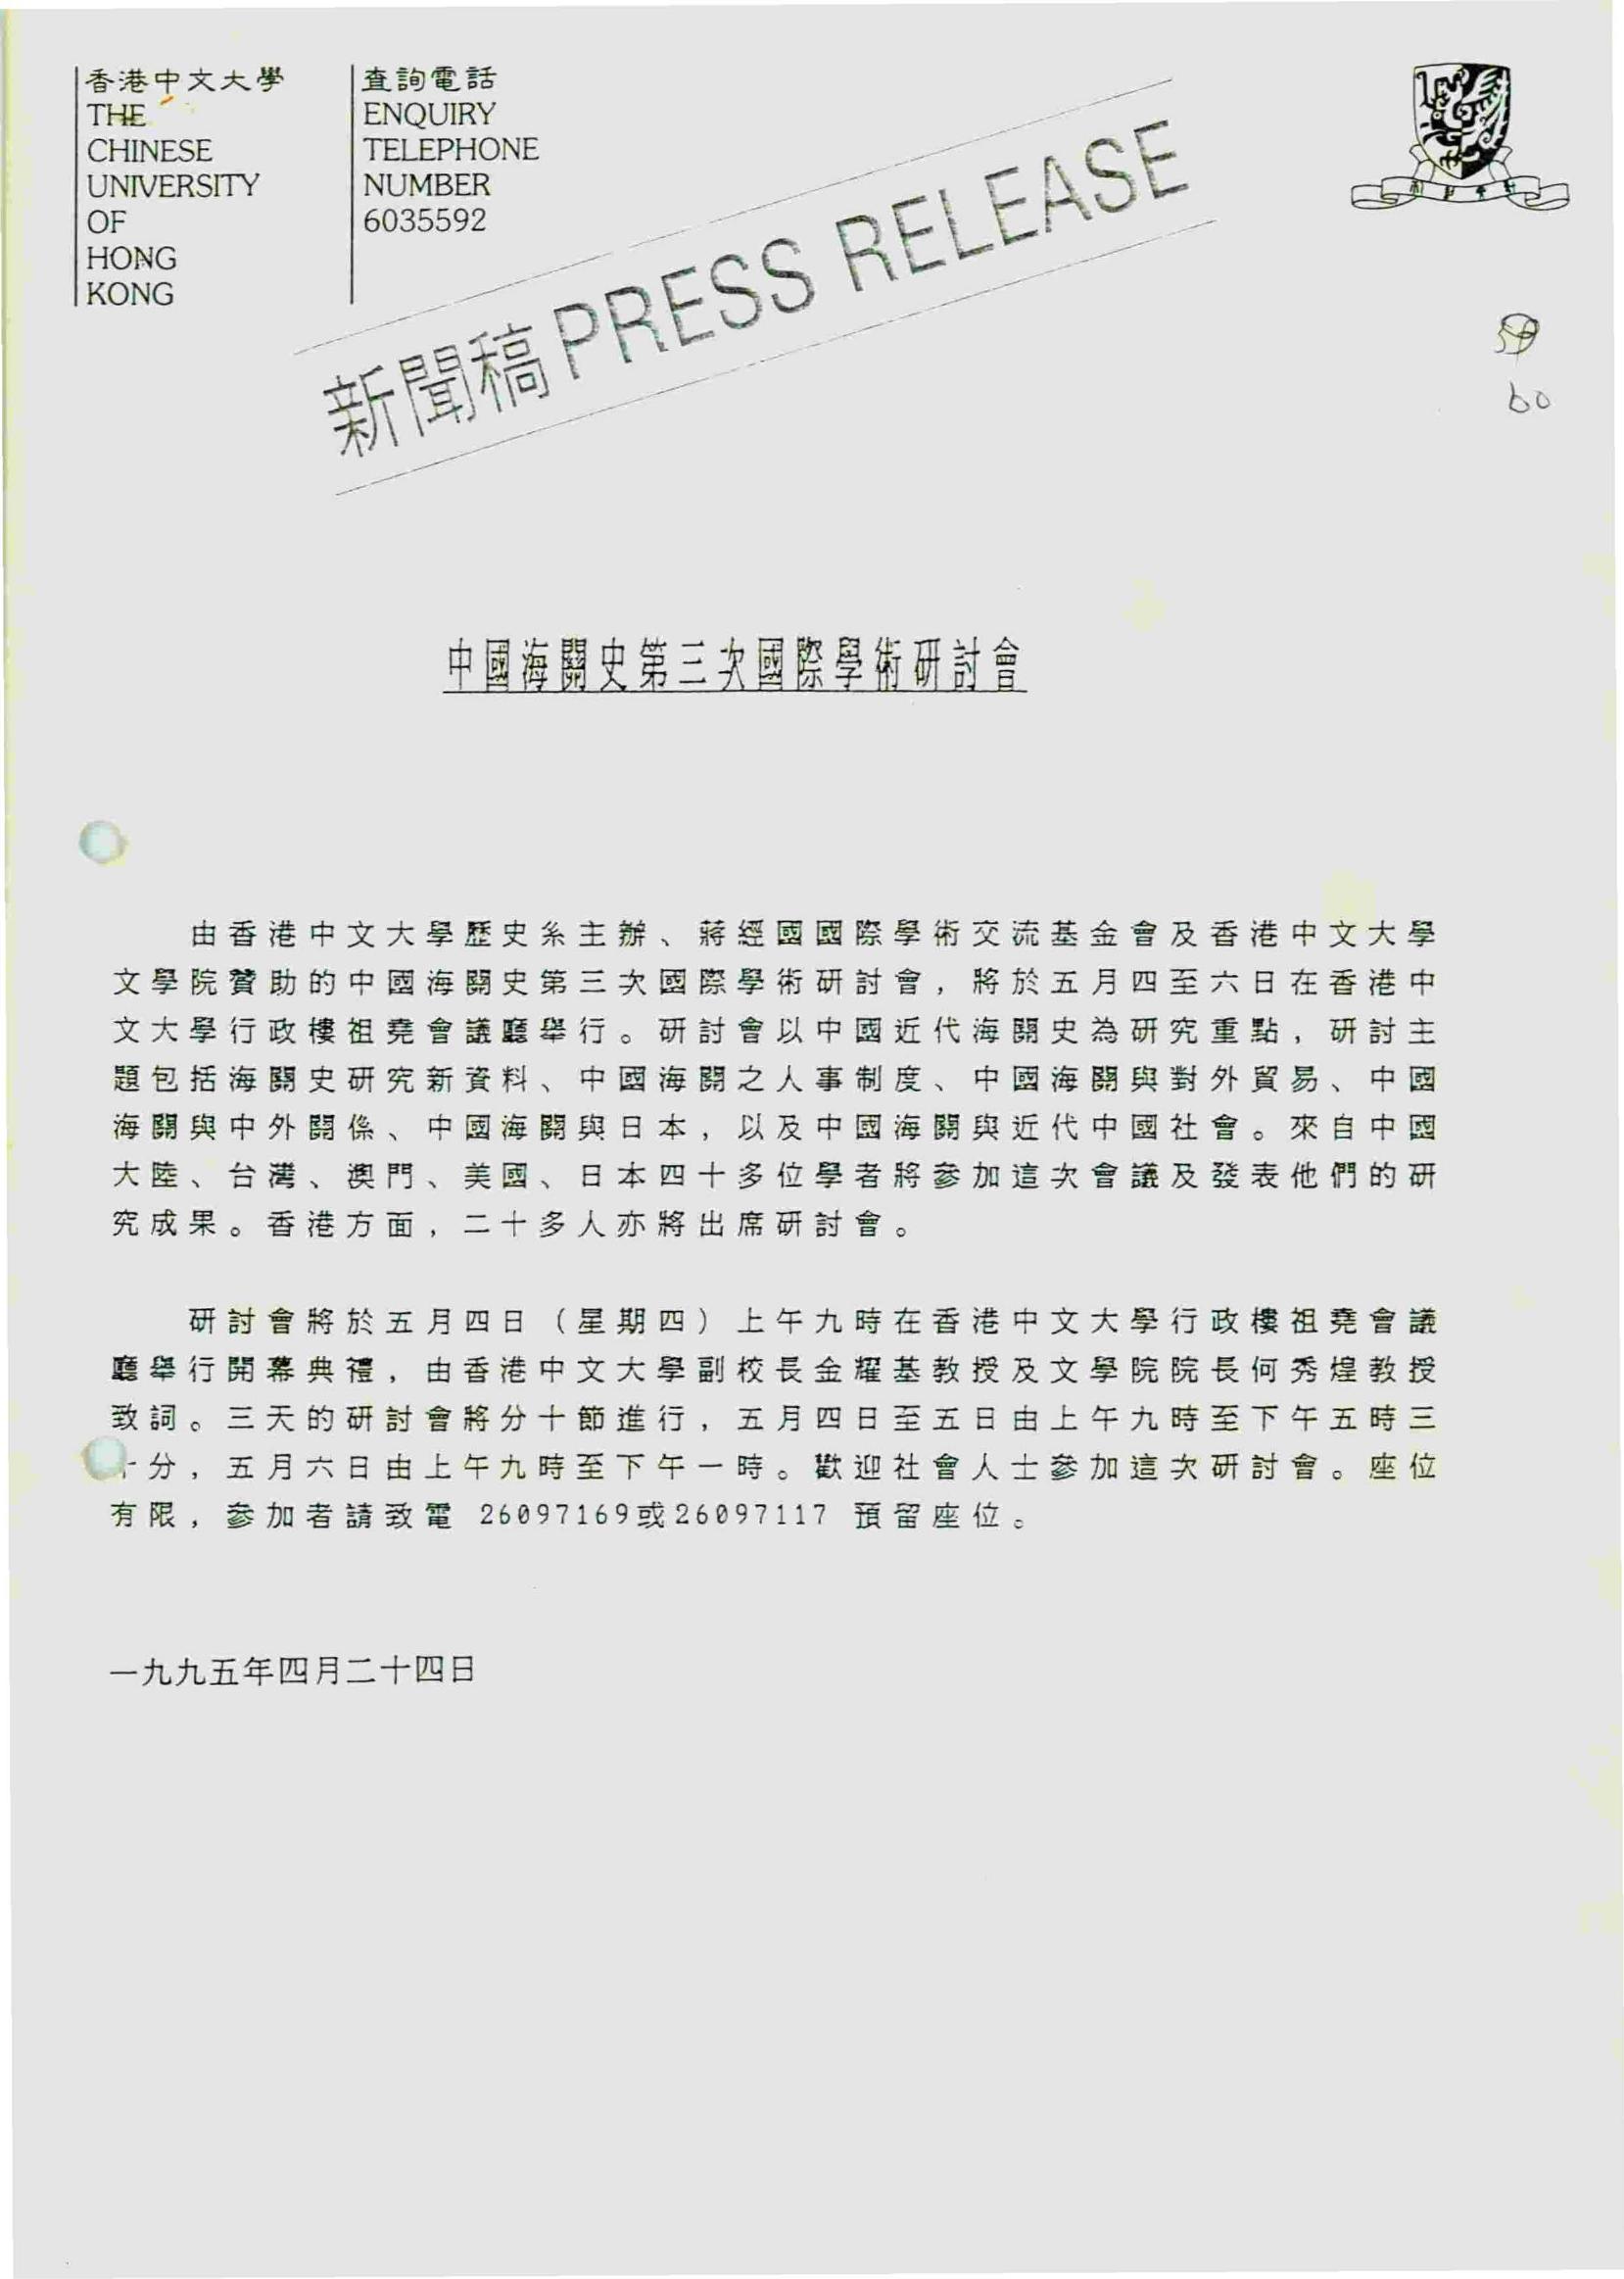 香港中文大學
THE
CHINESE
UNIVERSITY
OF
HONG
KONG
查詢電話
ENQUIRY
TELEPHONE
NUMBER
6035592
新聞稿 PRESS RELEASE
60
中國海關史第三次國際學術研討會
由香港中文大學歷史系主辦、蔣經國國際學術交流基金會及香港中文大學
文學院贊助的中國海關史第三次國際學術研討會，將於五月四至六日在香港中
文大學行政樓祖堯會議廳舉行。研討會以中國近代海關史為研究重點，研討主
題包括海關史研究新資料、中國海關之人事制度、中國海關與對外貿易、中國
海關與中外關係、中國海關與日本，以及中國海關與近代中國社會。來自中國
大陸、台灣、澳門、美國、日本四十多位學者將參加這次會議及發表他們的研
究成果。香港方面，二十多人亦將出席研討會。
研討會將於五月四日（星期四）上午九時在香港中文大學行政樓祖堯會議
廳舉行開幕典禮，由香港中文大學副校長金耀基教授及文學院院長何秀煌教授
致詞。三天的研討會將分十節進行，五月四日至五日由上午九時至下午五時三
十分，五月六日由上午九時至下午一時。歡迎社會人士參加這次研討會。座位
有限，參加者請致電 26097169或26097117 預留座位。
一九九五年四月二十四日